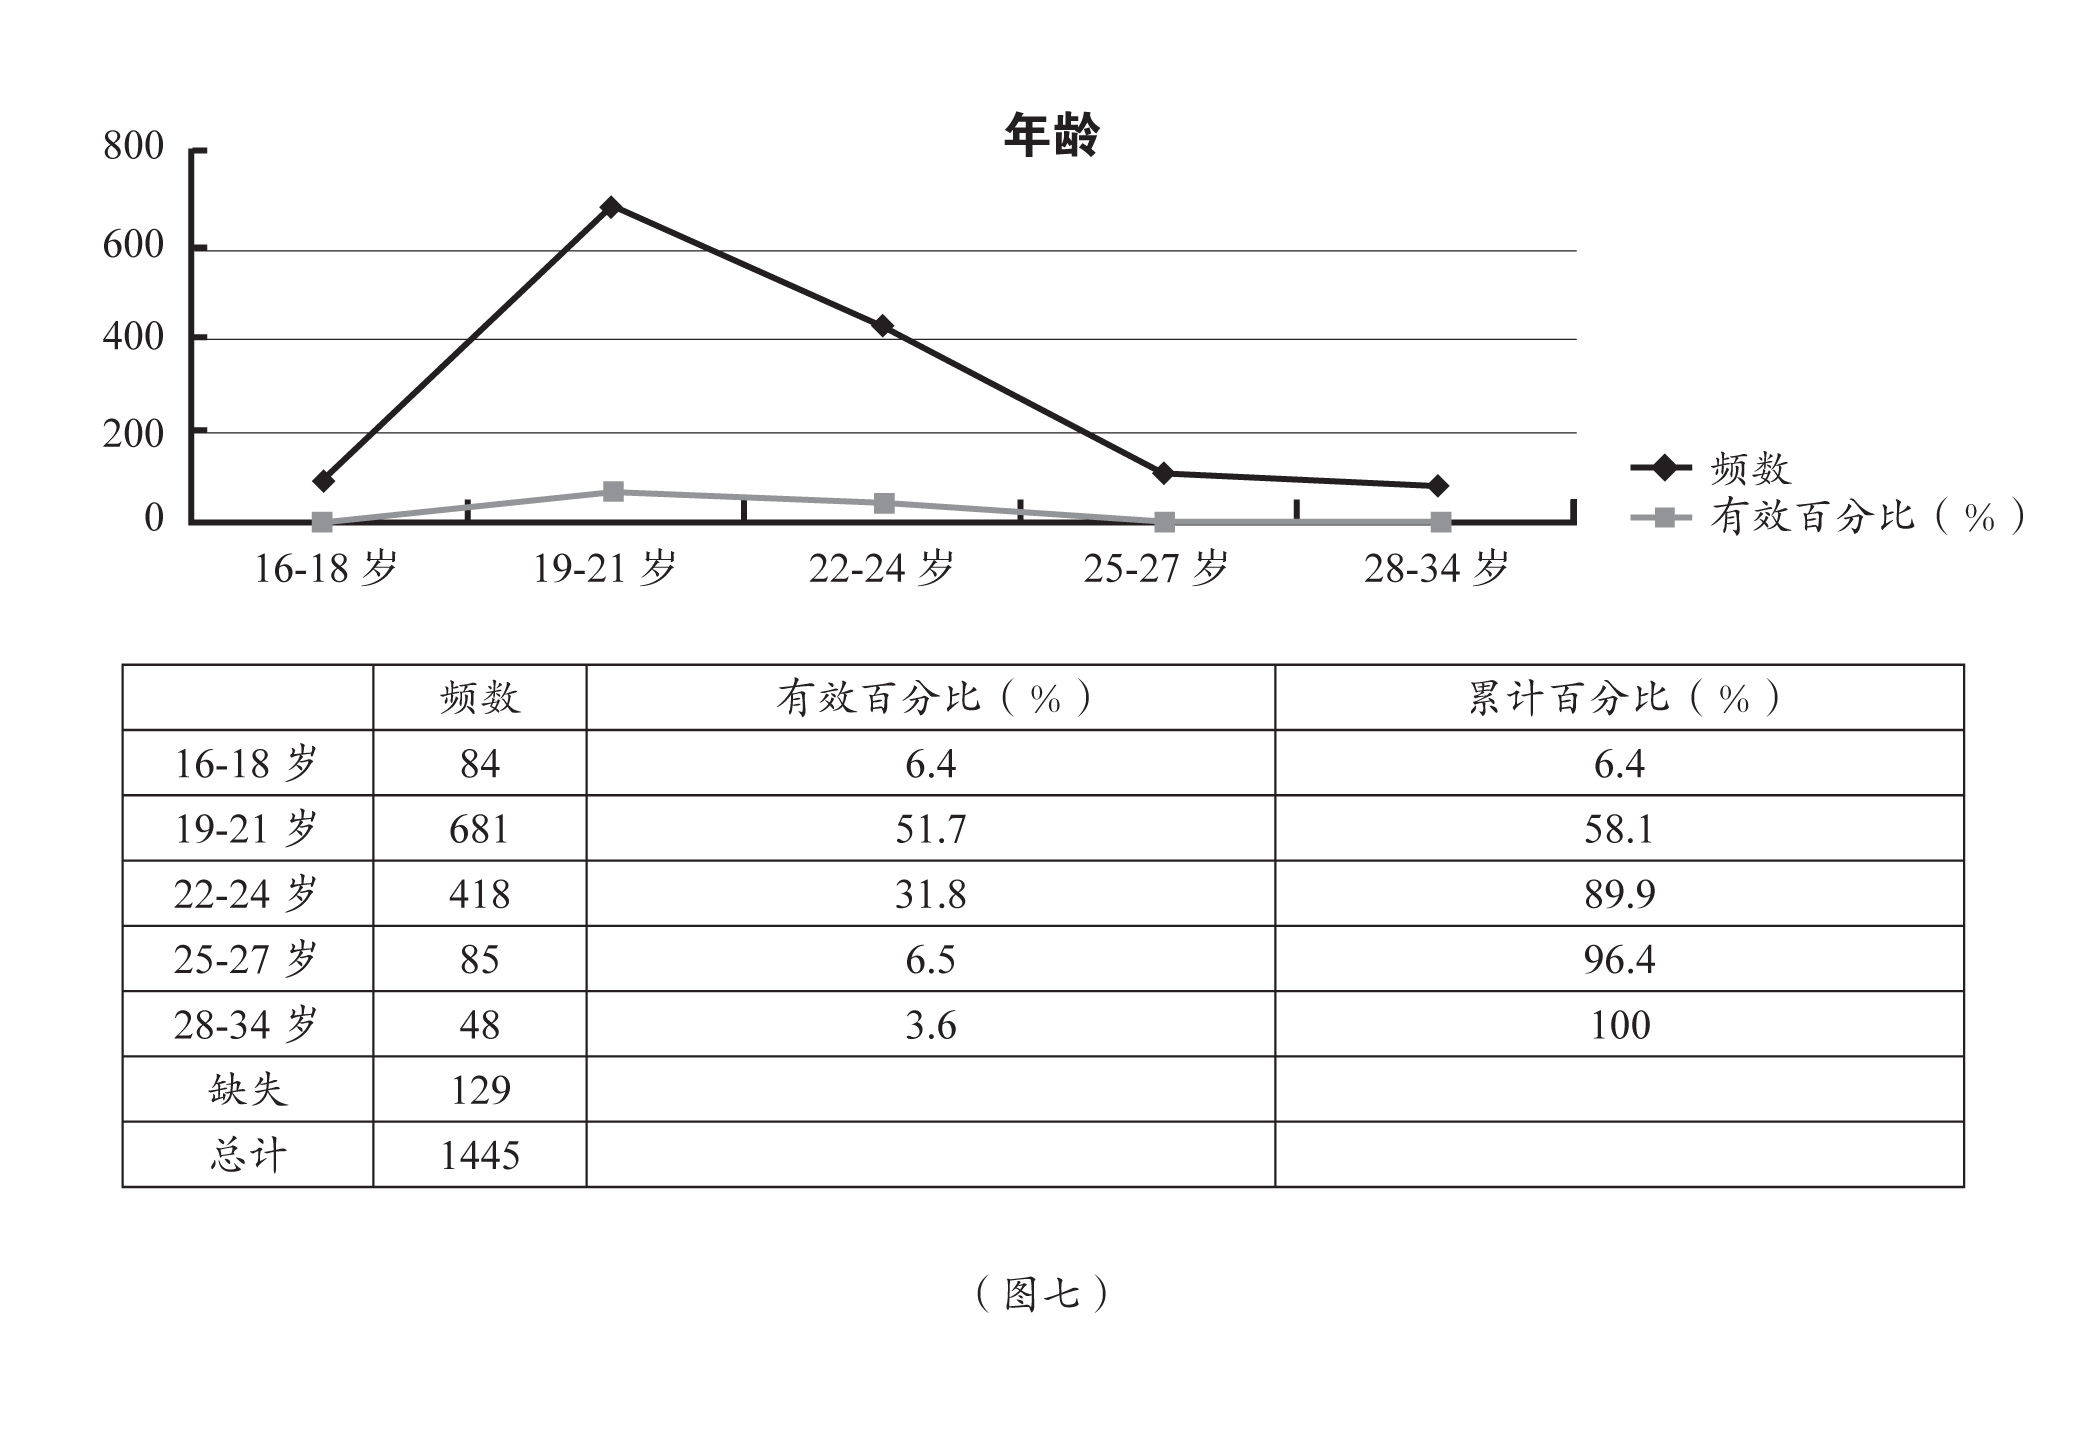 年龄
800
600
400
200
0
16-18 岁 19-21 岁 22-24 岁 25-27 岁 28-34 岁
频数
有效百分比（%）
频数 有效百分比（%） 累计百分比（%）
16-18 岁 84 6.4 6.4
19-21 岁 681 51.7 58.1
22-24 岁 418 31.8 89.9
25-27 岁 85 6.5 96.4
28-34 岁 48 3.6 100
缺失 129
总计 1445
（图七）